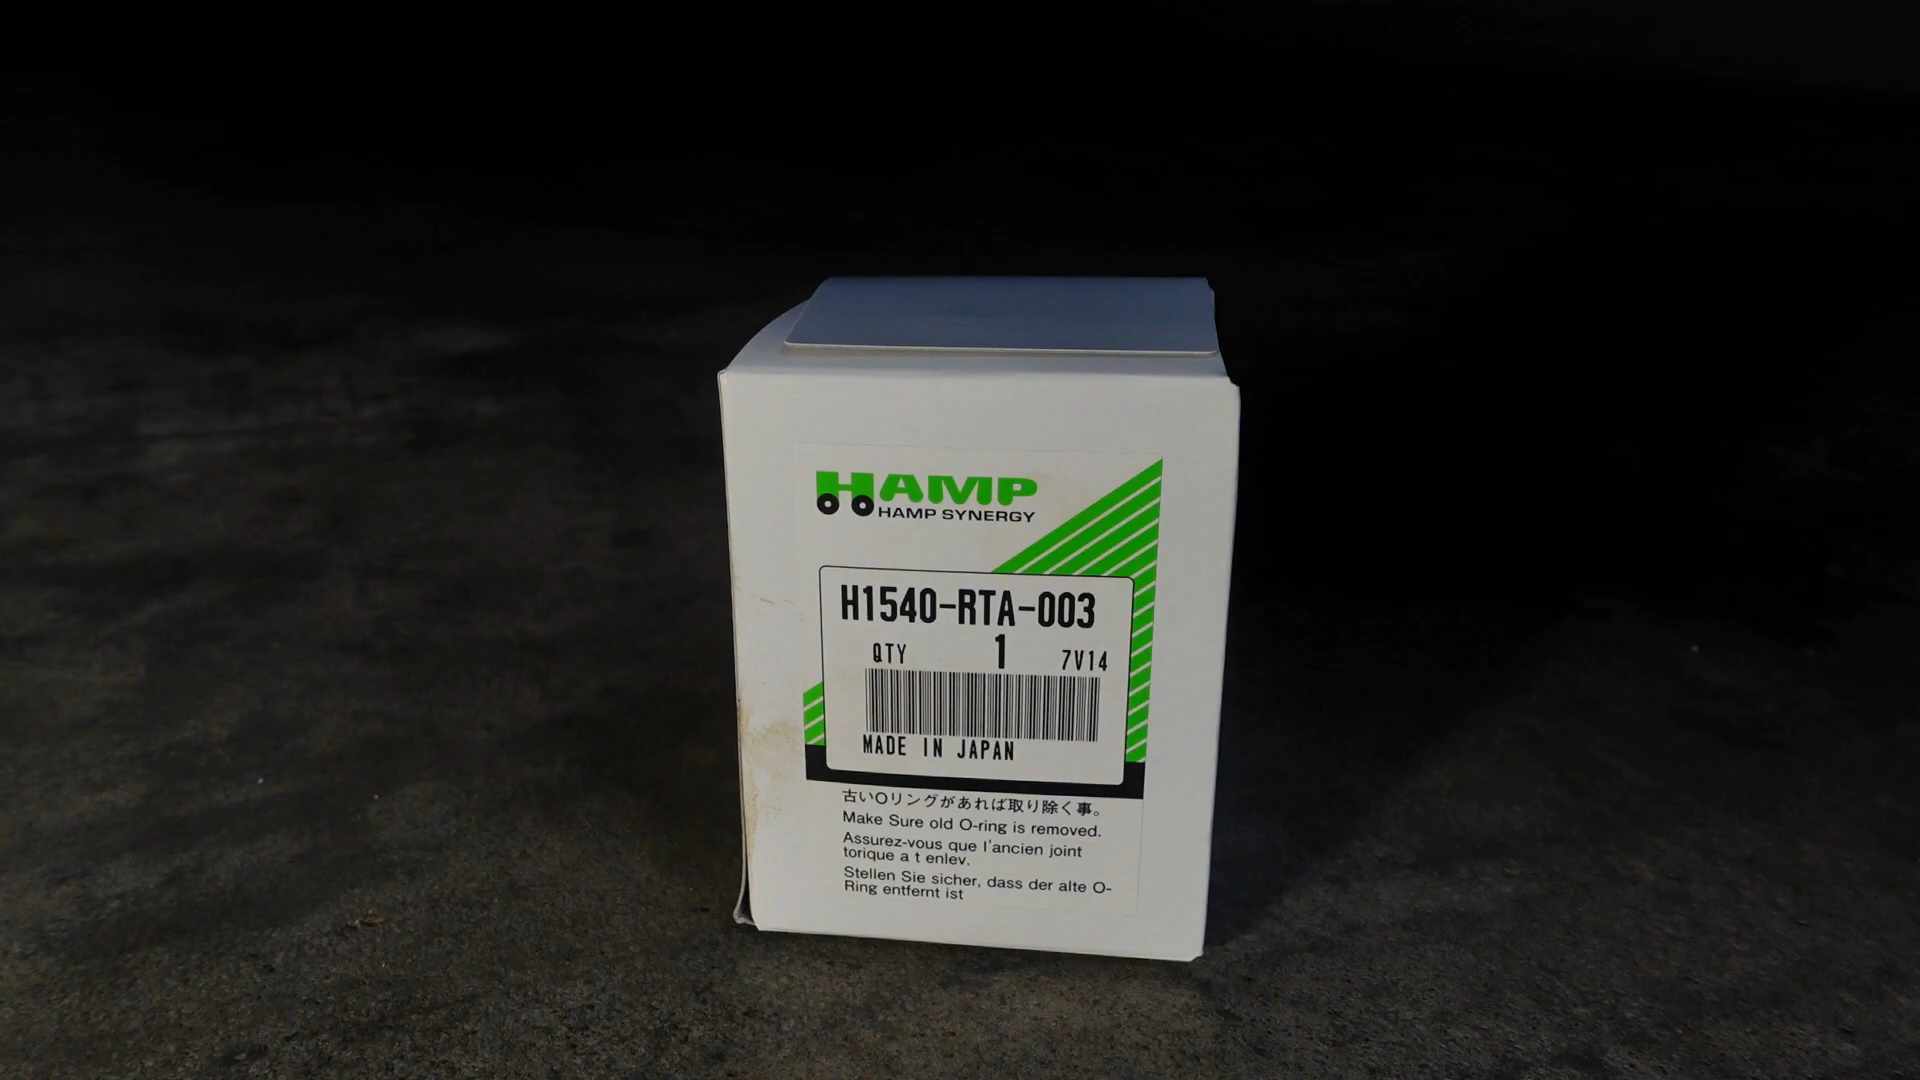 HAMP
HAMP SYNERGY
H1540-RTA-003
QTY 1 7V14
MADE IN JAPAN
古いOリングがあれば取り除く事。
Make Sure old O-ring is removed.
Assurez-vous que l'ancien joint
torique a t enlev.
Stellen Sie sicher, dass der alte O-
Ring entfernt ist